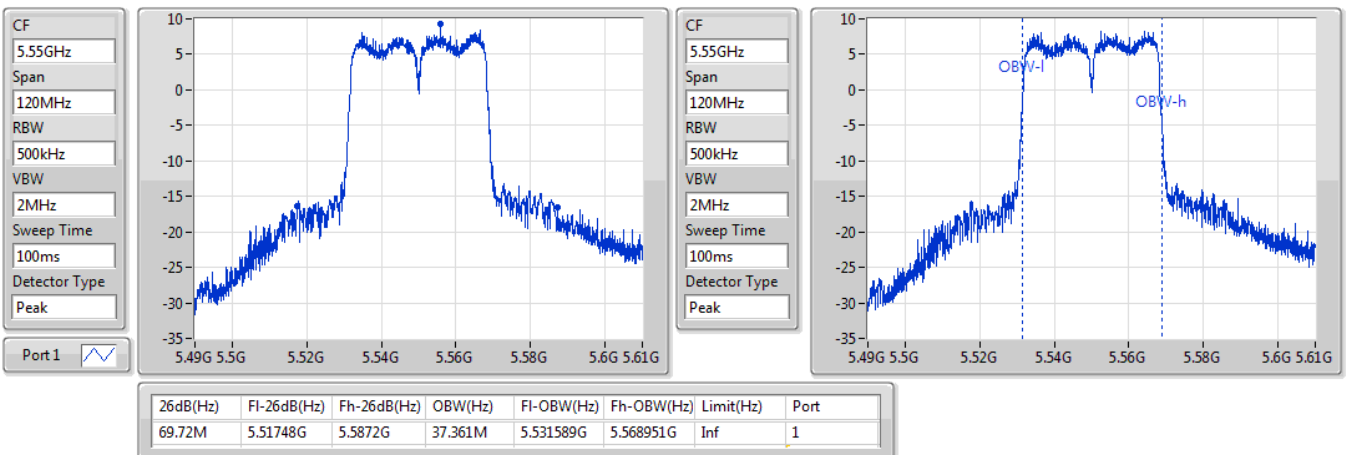 CF
5.55GHz
Span
120MHz
RBW
500kHz
VBW
2MHz
Sweep Time
100ms
Detector Type
Peak
Port 1
10
5
0
-5
-10
-15
-20
-25
-30
-35
5.49G 5.5G 5.52G 5.54G 5.56G 5.58G 5.6G 5.61G
CF
5.55GHz
Span
120MHz
RBW
500kHz
VBW
2MHz
Sweep Time
100ms
Detector Type
Peak
10
5
0
-5
-10
-15
-20
-25
-30
-35
OBW-l
OBW-h
5.49G 5.5G 5.52G 5.54G 5.56G 5.58G 5.6G 5.61G
26dB(Hz) Fl-26dB(Hz) Fh-26dB(Hz) OBW(Hz) Fl-OBW(Hz) Fh-OBW(Hz) Limit(Hz) Port
69.72M 5.51748G 5.5872G 37.361M 5.531589G 5.568951G Inf 1